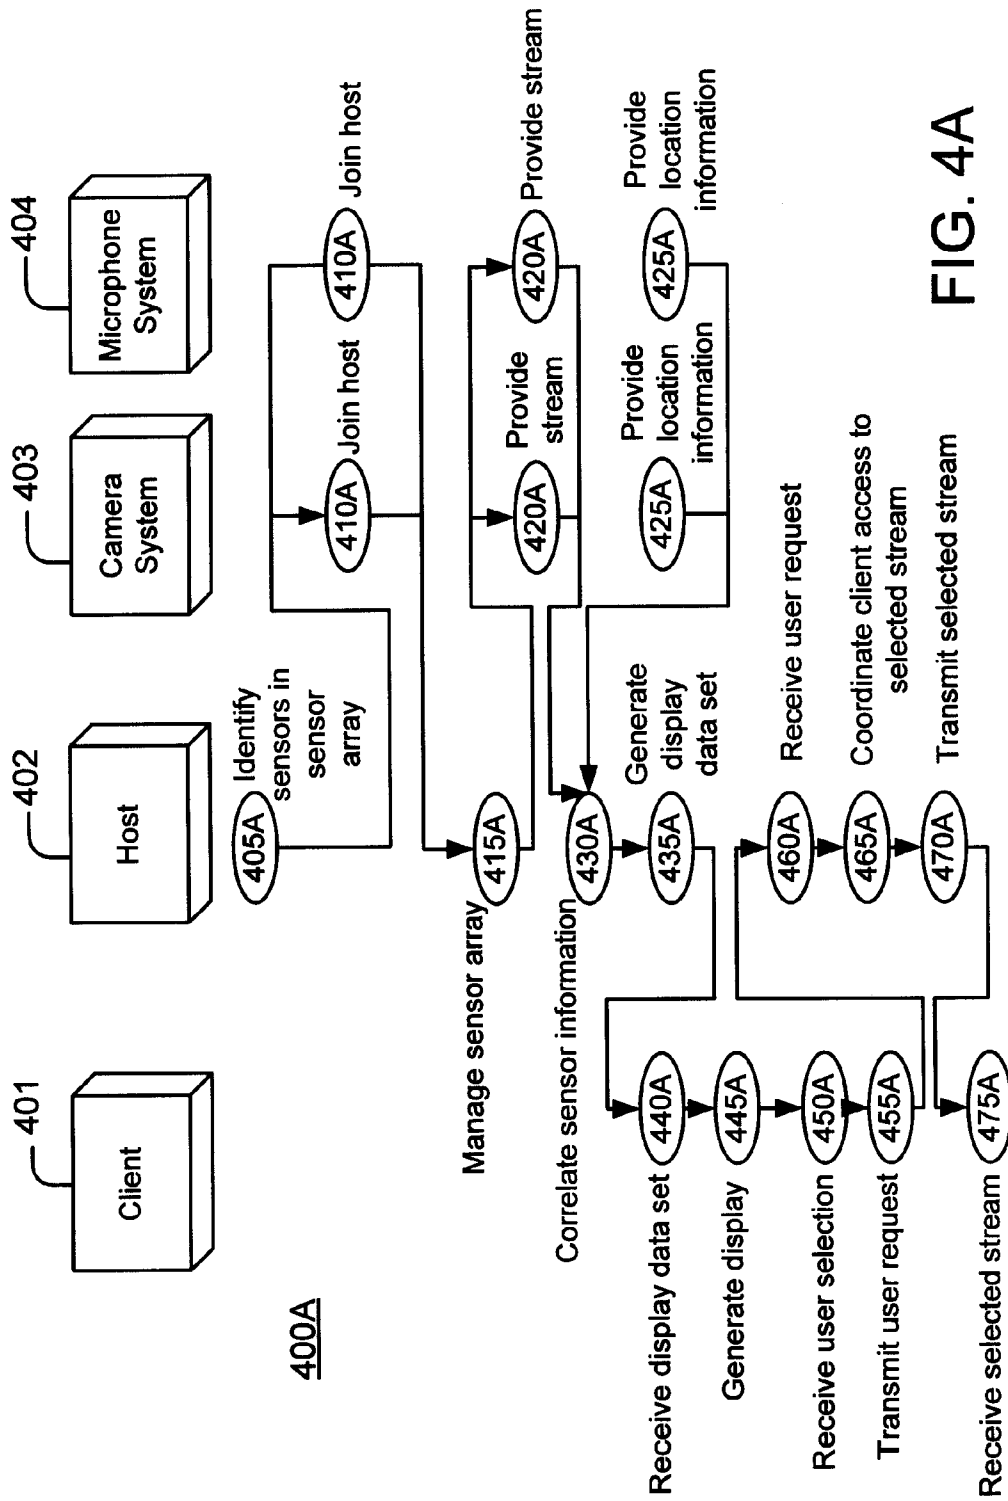 400A
401
Client
402
Host
403
Camera
System
404
Microphone
System
405A
Identify
sensors in
sensor
array
410A
Join host
410A
Join host
Manage sensor array
415A
420A
Provide
stream
420A
Provide stream
425A
Provide
location
information
425A
Provide
location
information
Correlate sensor information
430A
435A
Generate
display
data set
Receive display data set
440A
Generate display
445A
Receive user selection
450A
Transmit user request
455A
460A
Receive user request
465A
Coordinate client access to
selected stream
470A
Transmit selected stream
Receive selected stream
475A
FIG. 4A